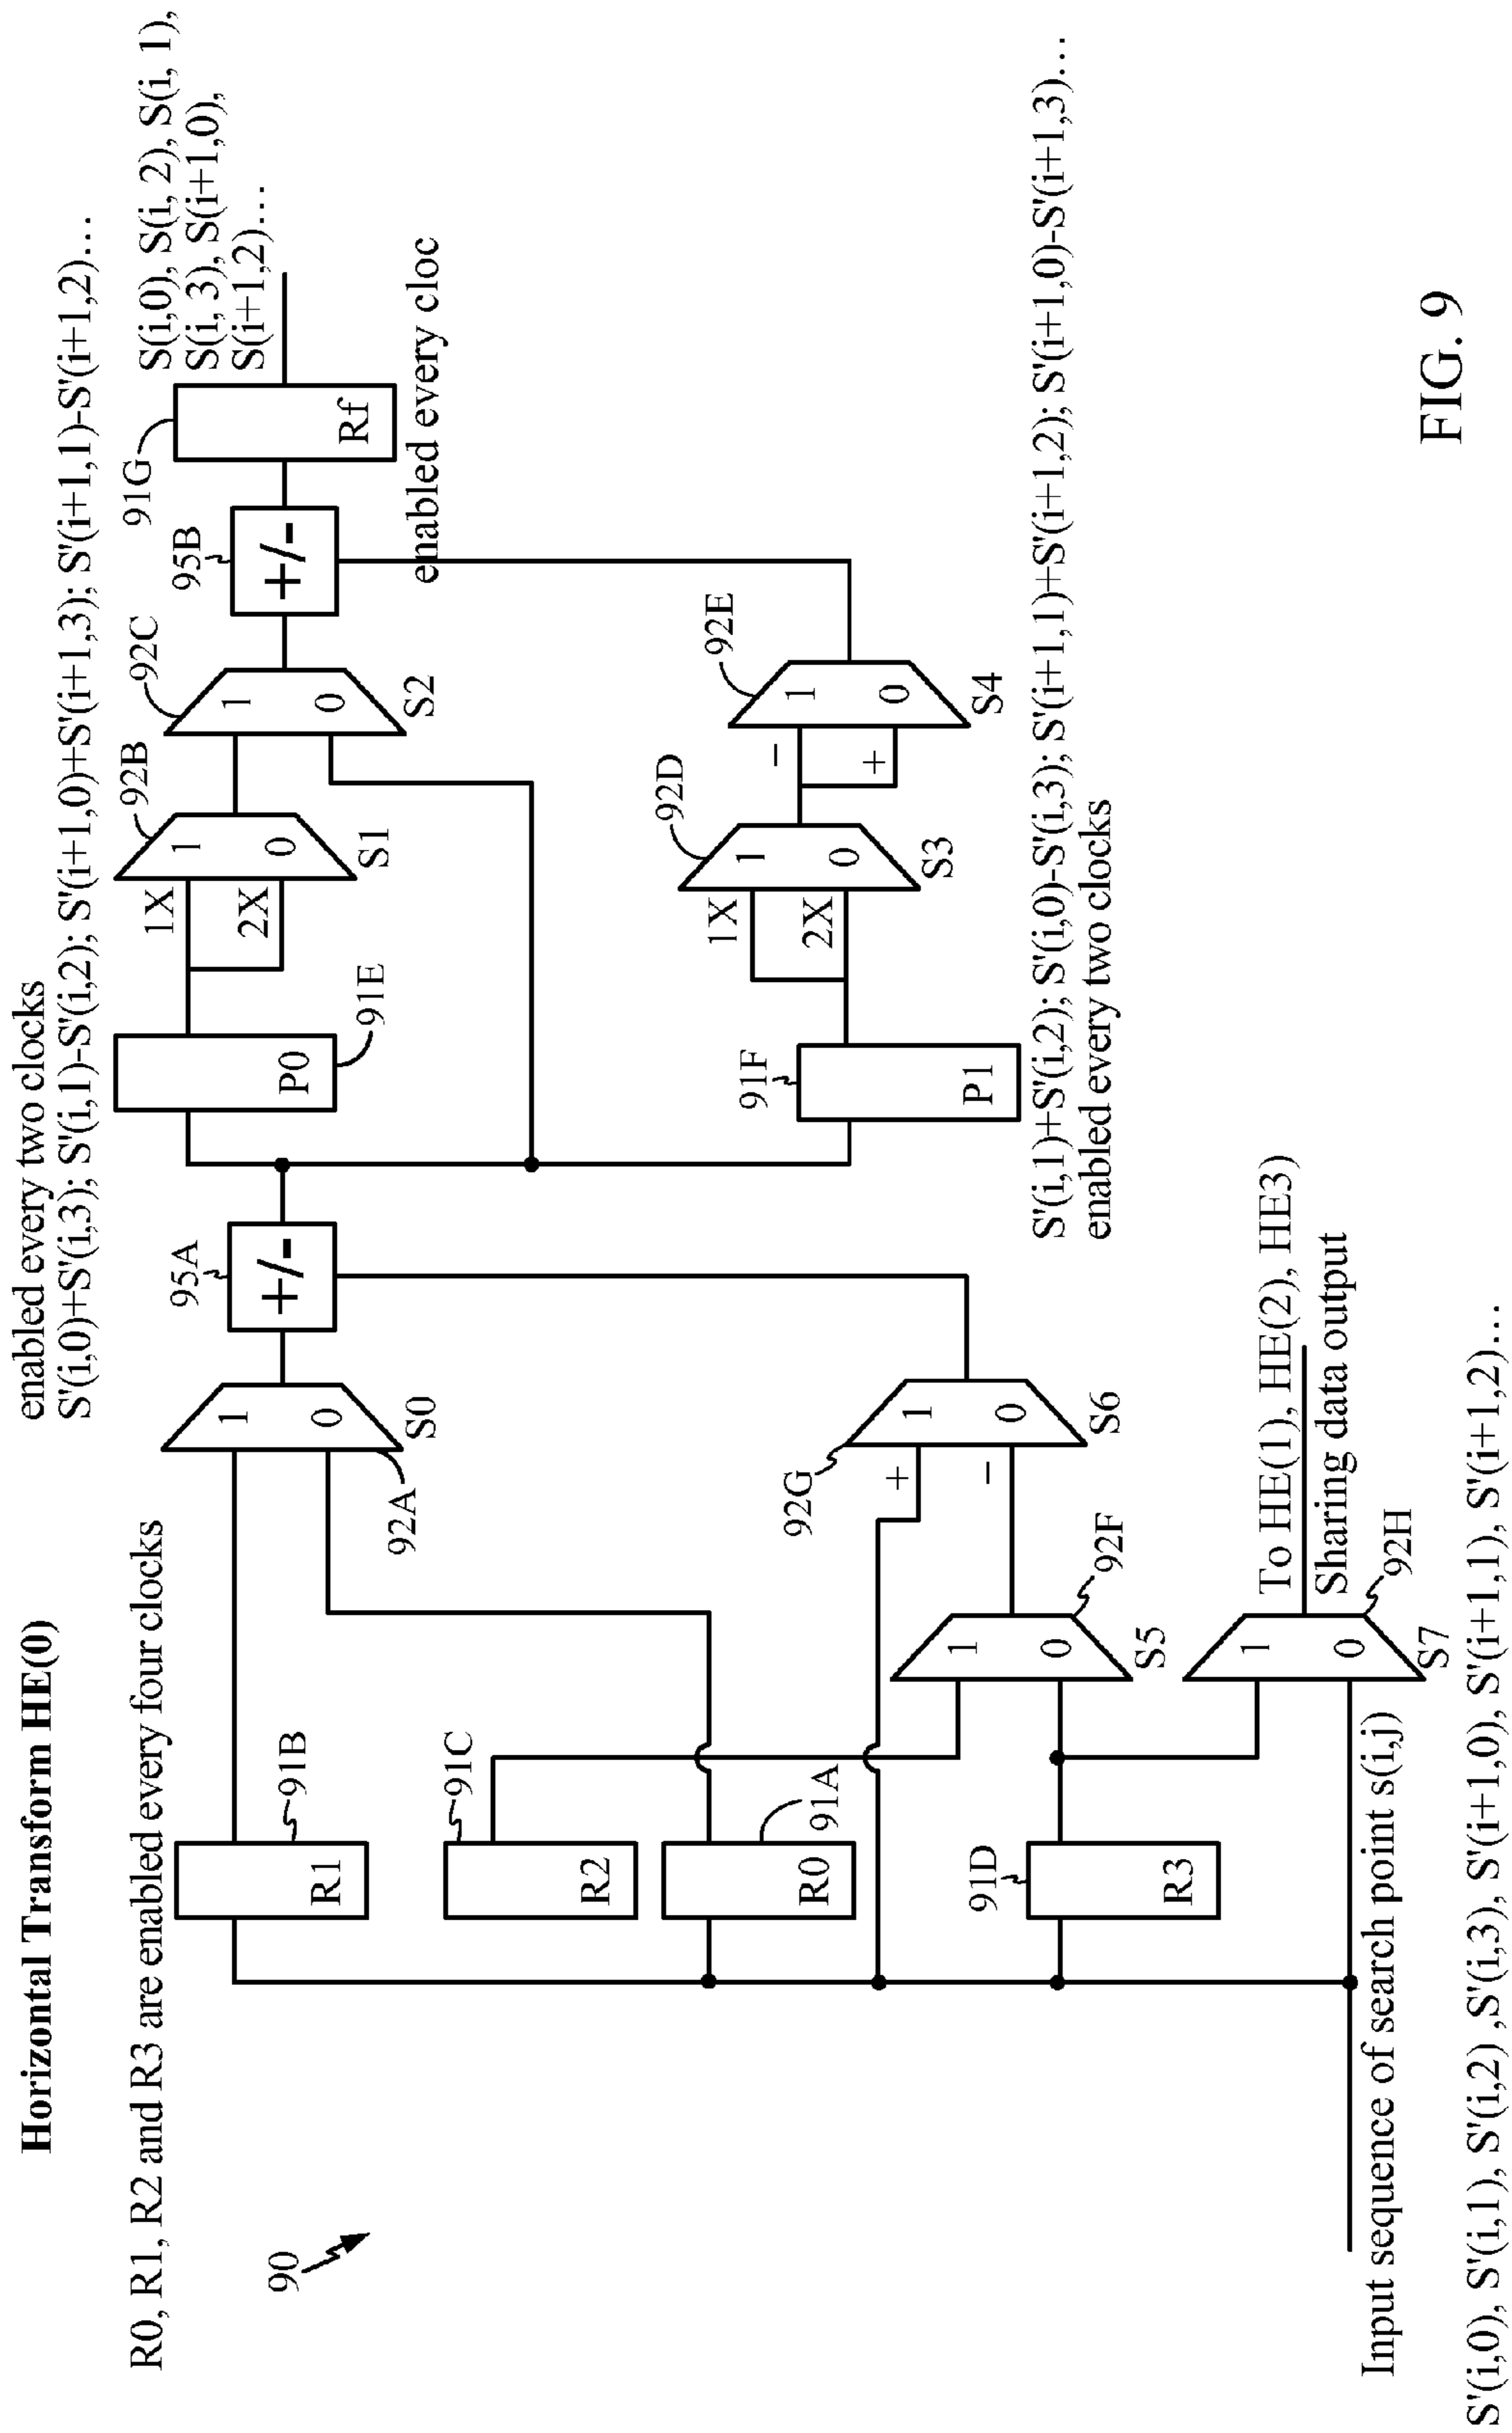 Horizontal Transform HE(0)
R0, R1, R2 and R3 are enabled every four clocks
90
enabled every two clocks
S'(i,0)+S'(i,3); S'(i,1)-S'(i,2); S'(i+1,0)+S'(i+1,3); S'(i+1,1)-S'(i+1,2)…
S(i,0), S(i, 2), S(i, 1),
S(i, 3), S(i+1,0),
S(i+1,2)…
R1
91B
1
0
S0
92A
95A
+/-
P0
91E
1X
2X
1
0
S1
92B
1
0
S2
92C
95B
+/-
91G
Rf
enabled every cloc
R2
91C
R0
91A
91D
R3
1
0
S5
92F
92G
+
−
1
0
S6
91F
P1
1X
2X
1
0
S3
92D
−
+
1
0
S4
92E
S'(i,1)+S'(i,2); S'(i,0)-S'(i,3); S'(i+1,1)+S'(i+1,2); S'(i+1,0)-S'(i+1,3)…
enabled every two clocks
1
0
S7
92H
To HE(1), HE(2), HE3)
Sharing data output
Input sequence of search point s(i,j)
S'(i,0), S'(i,1), S'(i,2) ,S'(i,3), S'(i+1,0), S'(i+1,1), S'(i+1,2)…
FIG. 9